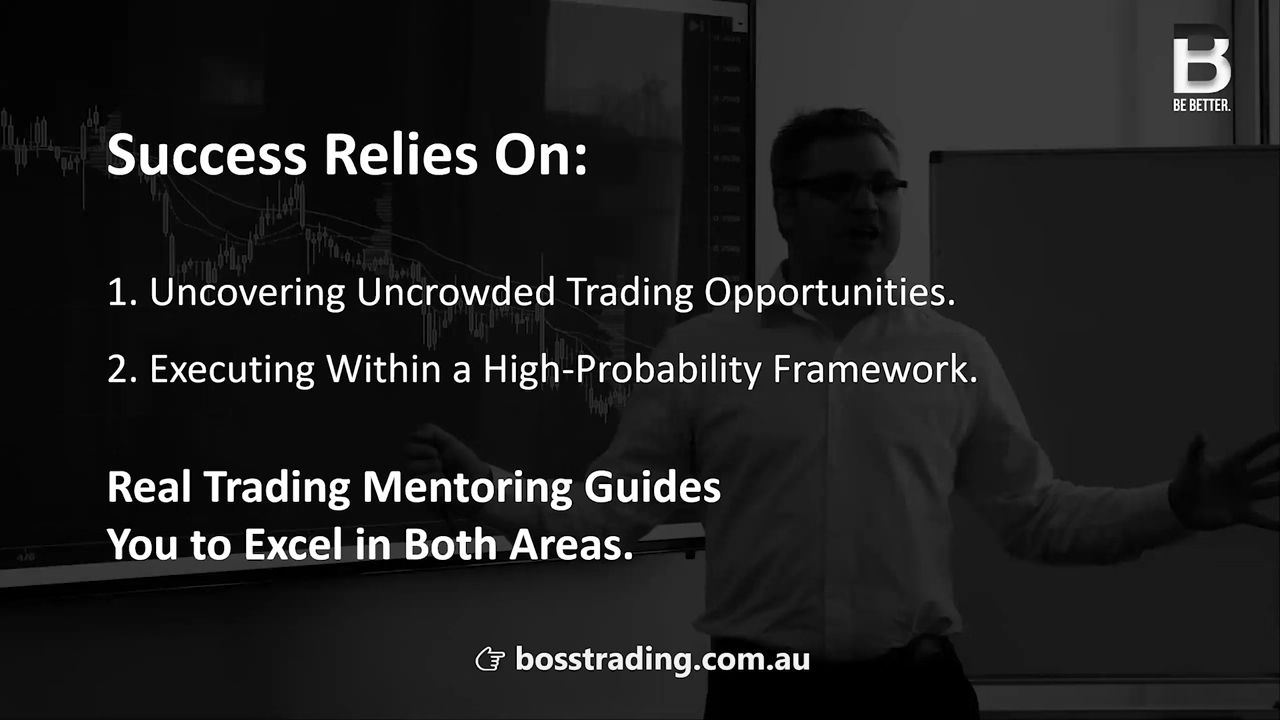 B
BE BETTER.
Success Relies On:
1. Uncovering Uncrowded Trading Opportunities.
2. Executing Within a High-Probability Framework.
Real Trading Mentoring Guides
You to Excel in Both Areas.
bosstrading.com.au